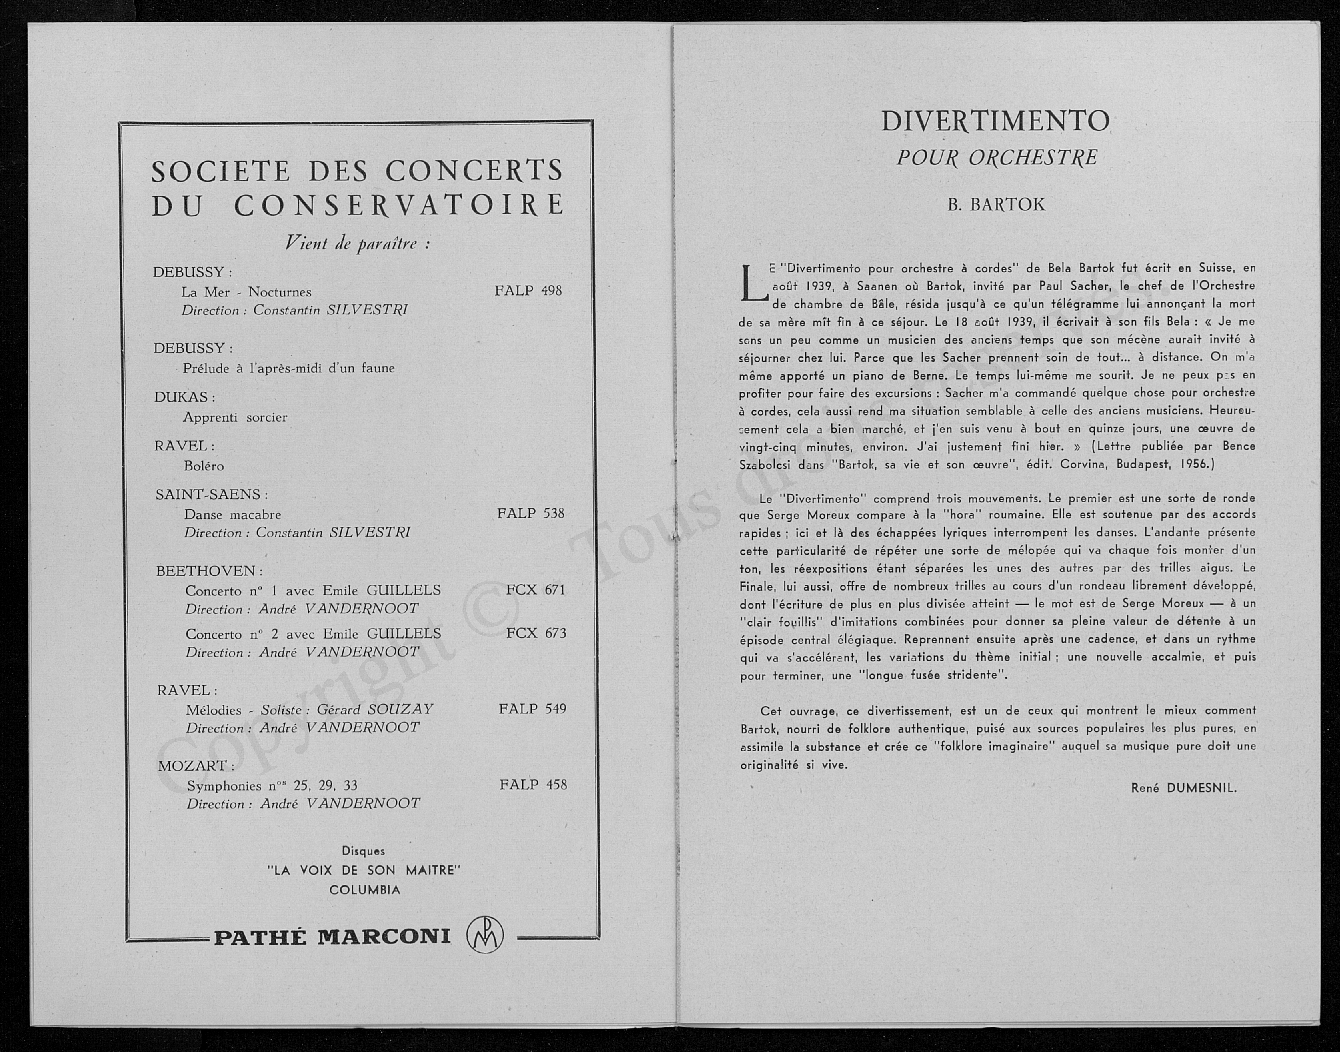 SOCIETE DES CONCERTS
DU CONSERVATOIRE
Vient de paraître :
DEBUSSY :
La Mer - Nocturnes FALP 498
Direction : Constantin SILVESTRI
DEBUSSY :
Prélude à l'après-midi d'un faune
DUKAS :
Apprenti sorcier
RAVEL :
Boléro
SAINT-SAENS :
Danse macabre FALP 538
Direction : Constantin SILVESTRI
BEETHOVEN :
Concerto n° 1 avec Emile GUILLELS FCX 671
Direction : André VANDERNOOT
Concerto n° 2 avec Emile GUILLELS FCX 673
Direction : André VANDERNOOT
RAVEL :
Mélodies - Soliste : Gérard SOUZAY FALP 549
Direction : André VANDERNOOT
MOZART :
Symphonies nos 25, 29, 33 FALP 458
Direction : André VANDERNOOT
Disques
"LA VOIX DE SON MAITRE"
COLUMBIA
PATHÉ MARCONI PM
DIVERTIMENTO
POUR ORCHESTRE
B. BARTOK
LE "Divertimento pour orchestre à cordes" de Bela Bartok fut écrit en Suisse, en
août 1939, à Saanen où Bartok, invité par Paul Sacher, le chef de l'Orchestre
de chambre de Bâle, résida jusqu'à ce qu'un télégramme lui annonçant la mort
de sa mère mît fin à ce séjour. Le 18 août 1939, il écrivait à son fils Bela : « Je me
sens un peu comme un musicien des anciens temps que son mécène aurait invité à
séjourner chez lui. Parce que les Sacher prennent soin de tout... à distance. On m'a
même apporté un piano de Berne. Le temps lui-même me sourit. Je ne peux pas en
profiter pour faire des excursions : Sacher m'a commandé quelque chose pour orchestre
à cordes, cela aussi rend ma situation semblable à celle des anciens musiciens. Heureu-
sement cela a bien marché, et j'en suis venu à bout en quinze jours, une œuvre de
vingt-cinq minutes, environ. J'ai justement fini hier. » (Lettre publiée par Bence
Szabolcsi dans "Bartok, sa vie et son œuvre", édit. Corvina, Budapest, 1956.)
Le "Divertimento" comprend trois mouvements. Le premier est une sorte de ronde
que Serge Moreux compare à la "hora" roumaine. Elle est soutenue par des accords
rapides ; ici et là des échappées lyriques interrompent les danses. L'andante présente
cette particularité de répéter une sorte de mélopée qui va chaque fois monter d'un
ton, les réexpositions étant séparées les unes des autres par des trilles aigus. Le
Finale, lui aussi, offre de nombreux trilles au cours d'un rondeau librement développé,
dont l'écriture de plus en plus divisée atteint — le mot est de Serge Moreux — à un
"clair fouillis" d'imitations combinées pour donner sa pleine valeur de détente à un
épisode central élégiaque. Reprennent ensuite après une cadence, et dans un rythme
qui va s'accélérant, les variations du thème initial ; une nouvelle accalmie, et puis
pour terminer, une "longue fusée stridente".
Cet ouvrage, ce divertissement, est un de ceux qui montrent le mieux comment
Bartok, nourri de folklore authentique, puisé aux sources populaires les plus pures, en
assimile la substance et crée ce "folklore imaginaire" auquel sa musique pure doit une
originalité si vive.
René DUMESNIL.
Copyright © - Tous droits réservés